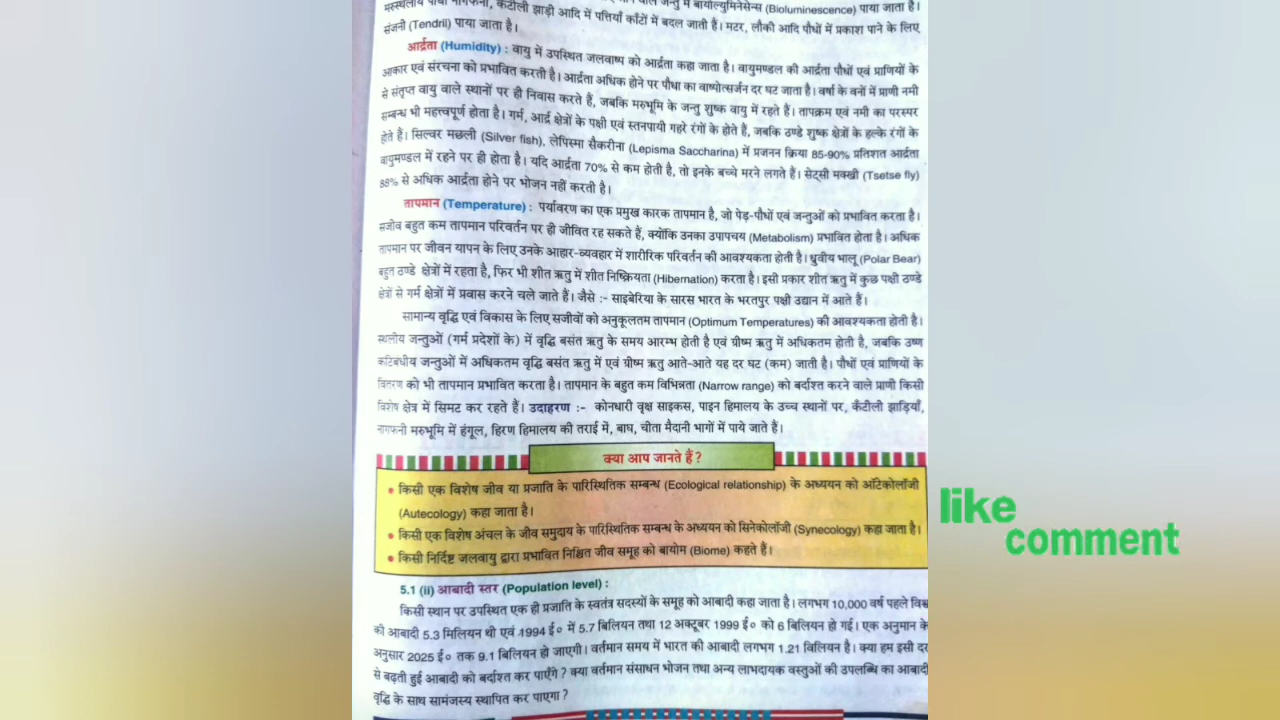 मरुस्थलीय पौधा नागफनी, कँटीली झाड़ी आदि में पत्तियाँ काँटों में बदल जाती हैं। मटर, लौकी आदि पौधों में प्रकाश पाने के लिए
वाले जन्तु में बायोल्युमिनेसेन्स (Bioluminescence) पाया जाता है।
संजनी (Tendril) पाया जाता है।
आर्द्रता (Humidity) : वायु में उपस्थित जलवाष्प को आर्द्रता कहा जाता है। वायुमण्डल की आर्द्रता पौधों एवं प्राणियों के
आकार एवं संरचना को प्रभावित करती है। आर्द्रता अधिक होने पर पौधा का वाष्पोत्सर्जन दर घट जाता है। वर्षा के वनों में प्राणी नमी
से संतृप्त वायु वाले स्थानों पर ही निवास करते हैं, जबकि मरुभूमि के जन्तु शुष्क वायु में रहते हैं। तापक्रम एवं नमी का परस्पर
सम्बन्ध भी महत्त्वपूर्ण होता है। गर्म, आर्द्र क्षेत्रों के पक्षी एवं स्तनपायी गहरे रंगों के होते है, जबकि ठण्डे शुष्क क्षेत्रों के हल्के रंगों के
होते हैं। सिल्वर मछली (Silver fish), लेपिस्मा सैकरीना (Lepisma Saccharina) में प्रजनन क्रिया 85-90% प्रतिशत आर्द्रता
वायुमण्डल में रहने पर ही होता है। यदि आर्द्रता 70% से कम होती है, तो इनके बच्चे मरने लगते हैं। सेट्सी मक्खी (Tsetse fly)
88% से अधिक आर्द्रता होने पर भोजन नहीं करती है।
तापमान (Temperature) : पर्यावरण का एक प्रमुख कारक तापमान है, जो पेड़-पौधों एवं जन्तुओं को प्रभावित करता है।
सजीव बहुत कम तापमान परिवर्तन पर ही जीवित रह सकते हैं, क्योंकि उनका उपापचय (Metabolism) प्रभावित होता है। अधिक
तापमान पर जीवन यापन के लिए उनके आहार-व्यवहार में शारीरिक परिवर्तन की आवश्यकता होती है। ध्रुवीय भालू (Polar Bear)
बहुत ठण्डे क्षेत्रों में रहता है, फिर भी शीत ऋतु में शीत निष्क्रियता (Hibernation) करता है। इसी प्रकार शीत ऋतु में कुछ पक्षी ठण्डे
क्षेत्रों से गर्म क्षेत्रों में प्रवास करने चले जाते हैं। जैसे :- साइबेरिया के सारस भारत के भरतपुर पक्षी उद्यान में आते हैं।
सामान्य वृद्धि एवं विकास के लिए सजीवों को अनुकूलतम तापमान (Optimum Temperatures) की आवश्यकता होती है।
स्थलीय जन्तुओं (गर्म प्रदेशों के) में वृद्धि बसंत ऋतु के समय आरम्भ होती है एवं ग्रीष्म ऋतु में अधिकतम होती है, जबकि उष्ण
कटिबंधीय जन्तुओं में अधिकतम वृद्धि बसंत ऋतु में एवं ग्रीष्म ऋतु आते-आते यह दर घट (कम) जाती है। पौधों एवं प्राणियों के
वितरण को भी तापमान प्रभावित करता है। तापमान के बहुत कम विभिन्नता (Narrow range) को बर्दाश्त करने वाले प्राणी किसी
विशेष क्षेत्र में सिमट कर रहते हैं। उदाहरण :- कोनधारी वृक्ष साइकस, पाइन हिमालय के उच्च स्थानों पर, कँटीली झाड़ियाँ,
नागफनी मरुभूमि में हंगूल, हिरण हिमालय की तराई में, बाघ, चीता मैदानी भागों में पाये जाते हैं।
क्या आप जानते हैं?
• किसी एक विशेष जीव या प्रजाति के पारिस्थितिक सम्बन्ध (Ecological relationship) के अध्ययन को ऑटेकोलॉजी
(Autecology) कहा जाता है।
• किसी एक विशेष अंचल के जीव समुदाय के पारिस्थितिक सम्बन्ध के अध्ययन को सिनेकोलॉजी (Synecology) कहा जाता है।
• किसी निर्दिष्ट जलवायु द्वारा प्रभावित निश्चित जीव समूह को बायोम (Biome) कहते हैं।
like
comment
5.1 (ii) आबादी स्तर (Population level) :
किसी स्थान पर उपस्थित एक ही प्रजाति के स्वतंत्र सदस्यों के समूह को आबादी कहा जाता है। लगभग 10,000 वर्ष पहले विश्व
की आबादी 5.3 मिलियन थी एवं 1994 ई० में 5.7 बिलियन तथा 12 अक्टूबर 1999 ई० को 6 बिलियन हो गई। एक अनुमान के
अनुसार 2025 ई० तक 9.1 बिलियन हो जाएगी। वर्तमान समय में भारत की आबादी लगभग 1.21 विलियन है। क्या हम इसी दर
से बढ़ती हुई आबादी को बर्दाश्त कर पाएँगे? क्या वर्तमान संसाधन भोजन तथा अन्य लाभदायक वस्तुओं की उपलब्धि का आबादी
वृद्धि के साथ सामंजस्य स्थापित कर पाएगा?